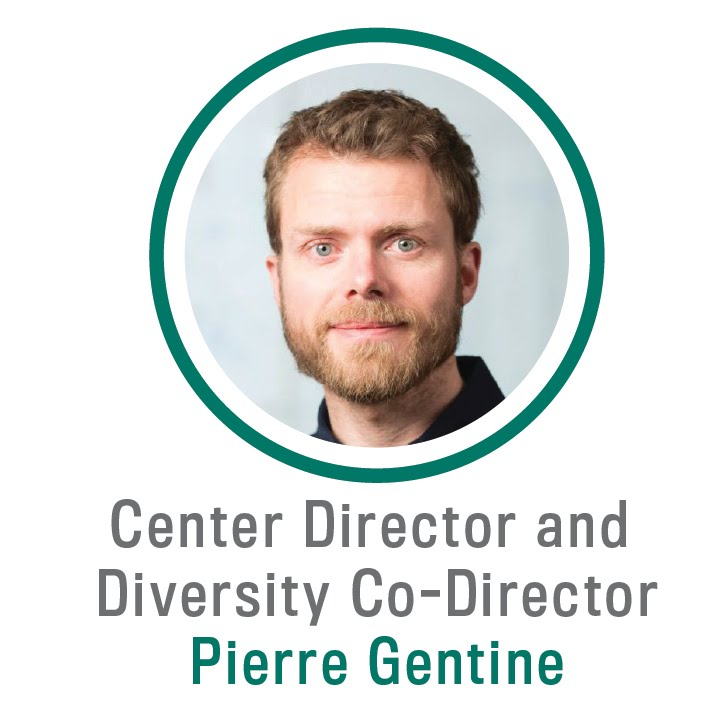 Center Director and
Diversity Co-Director
Pierre Gentine